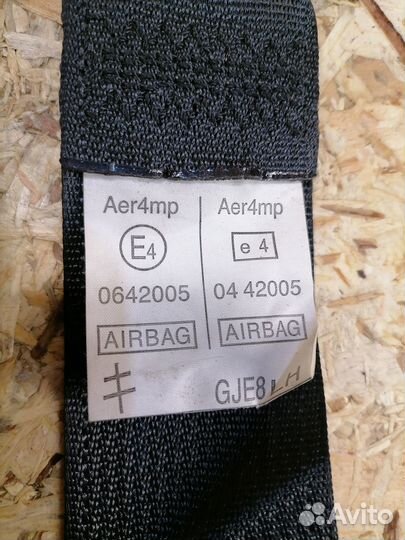 Aer4mp Aer4mp
E4 e 4
0642005 04 42005
AIRBAG AIRBAG
GJE8 LH
Avito